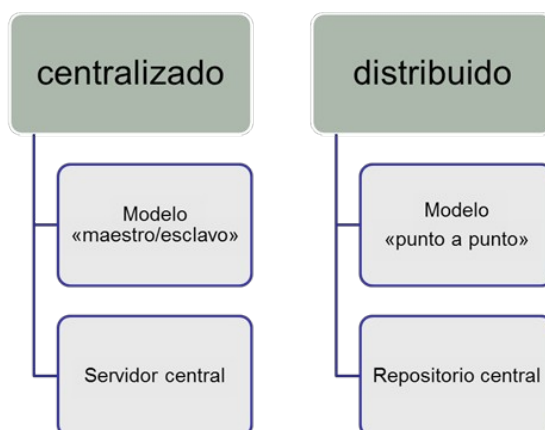 centralizado
Modelo
«maestro/esclavo»
Servidor central
distribuido
Modelo
«punto a punto»
Repositorio central